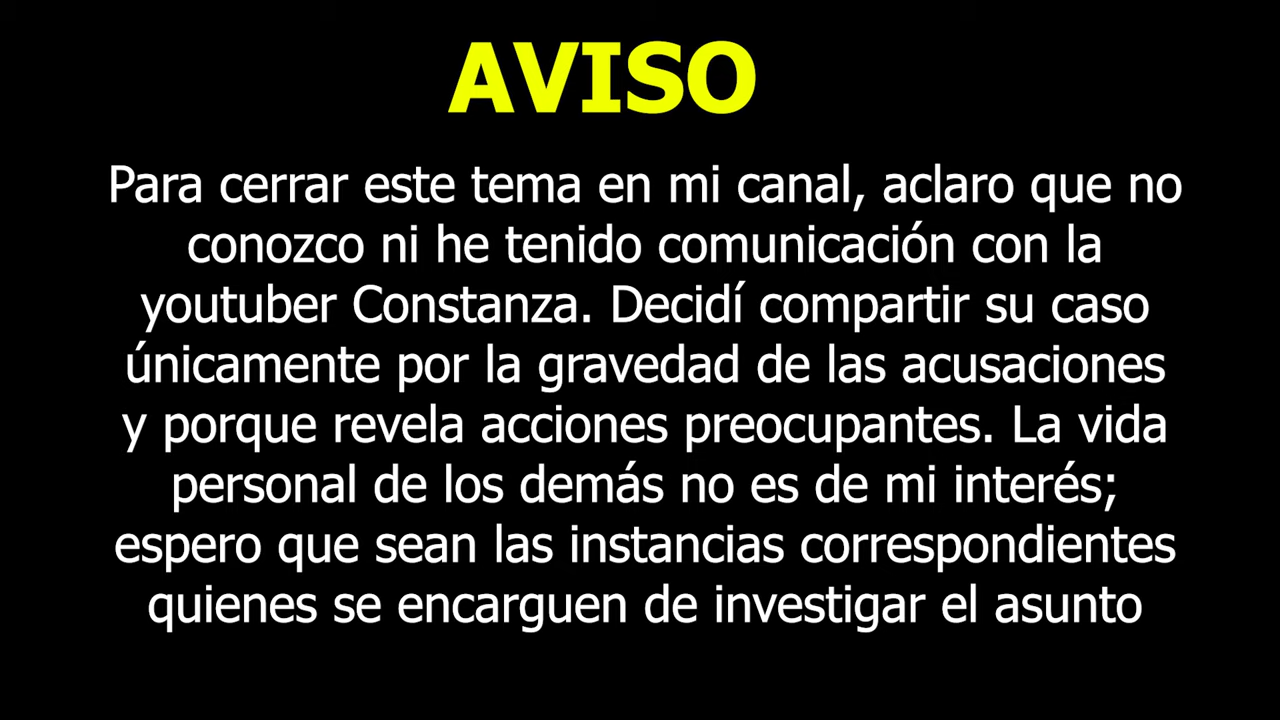 AVISO
Para cerrar este tema en mi canal, aclaro que no
conozco ni he tenido comunicación con la
youtuber Constanza. Decidí compartir su caso
únicamente por la gravedad de las acusaciones
y porque revela acciones preocupantes. La vida
personal de los demás no es de mi interés;
espero que sean las instancias correspondientes
quienes se encarguen de investigar el asunto